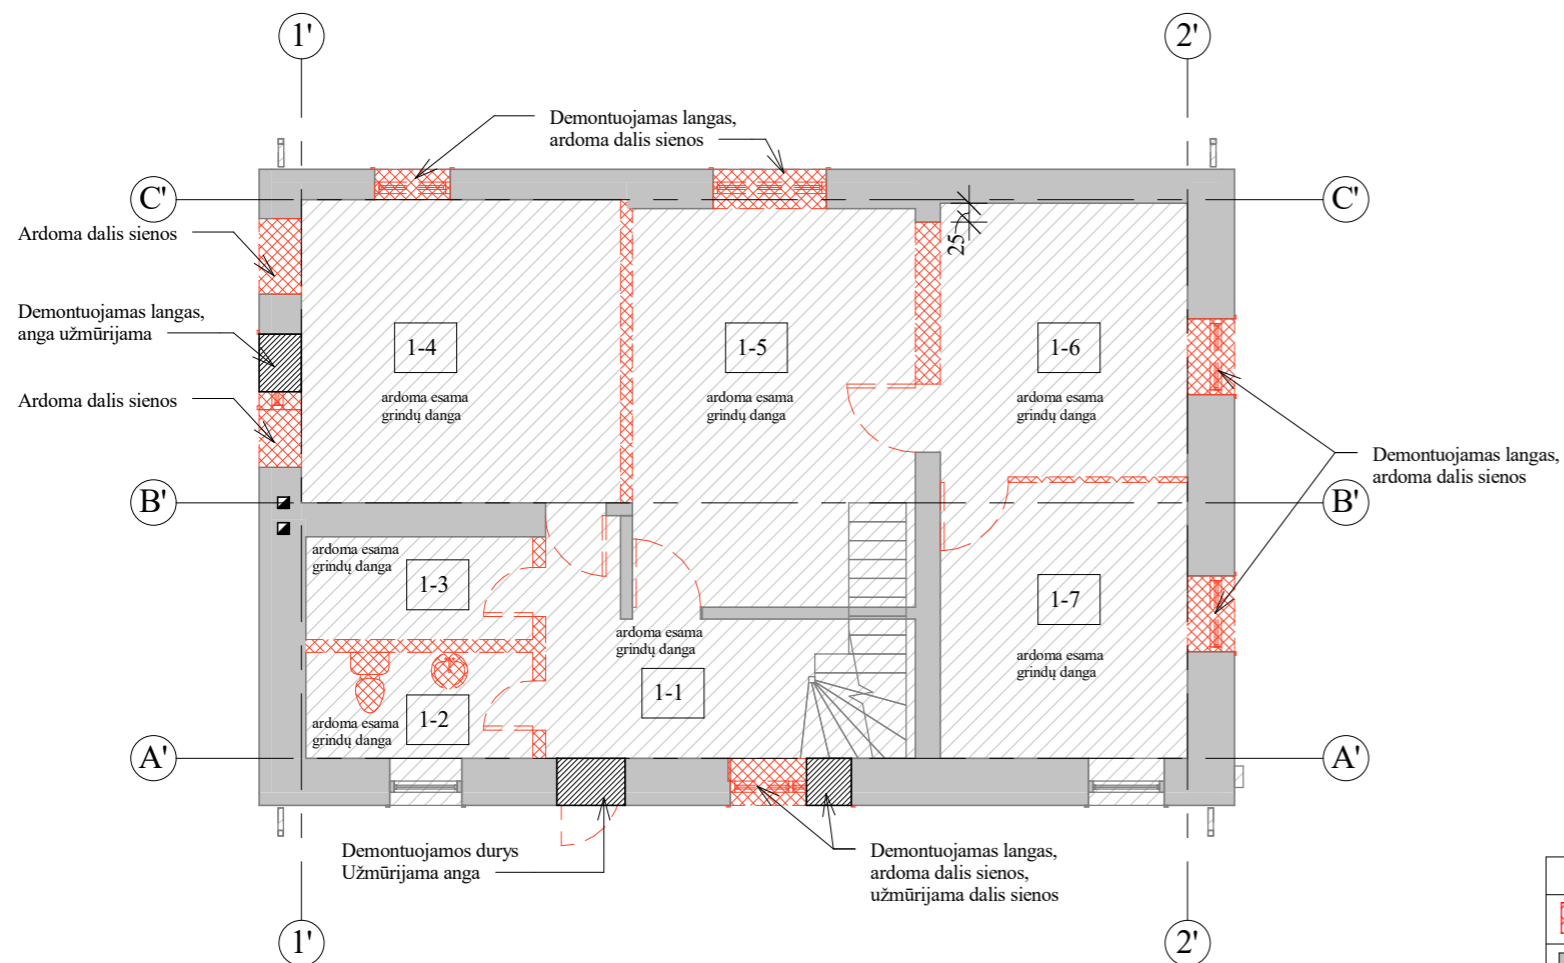 1'
2'
Demontuojamas langas,
ardoma dalis sienos
C'
C'
Ardoma dalis sienos
25
Demontuojamas langas,
anga užmūrijama
1-4
1-5
1-6
ardoma esama
grindų danga
ardoma esama
grindų danga
ardoma esama
grindų danga
Ardoma dalis sienos
Demontuojamas langas,
ardoma dalis sienos
B'
B'
ardoma esama
grindų danga
1-3
1-7
ardoma esama
grindų danga
ardoma esama
grindų danga
1-1
1-2
ardoma esama
grindų danga
A'
A'
Demontuojamos durys
Užmūrijama anga
Demontuojamas langas,
ardoma dalis sienos,
užmūrijama dalis sienos
1'
2'